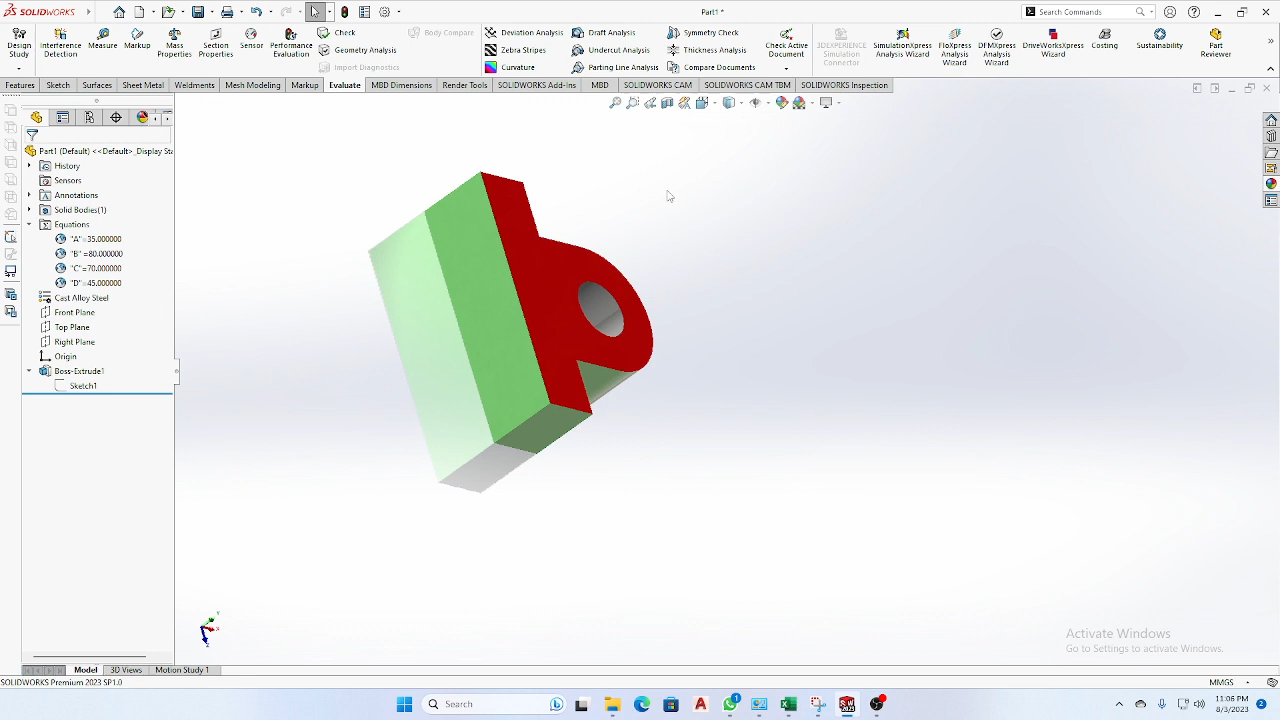 SOLIDWORKS
Part1 *
Search Commands
Design Study
Interference Detection
Measure
Markup
Mass Properties
Section Properties
Sensor
Performance Evaluation
Check
Geometry Analysis
Import Diagnostics
Body Compare
Deviation Analysis
Zebra Stripes
Curvature
Draft Analysis
Undercut Analysis
Parting Line Analysis
Symmetry Check
Thickness Analysis
Compare Documents
Check Active Document
3DEXPERIENCE Simulation Connector
SimulationXpress Analysis Wizard
FloXpress Analysis Wizard
DFMXpress Analysis Wizard
DriveWorksXpress Wizard
Costing
Sustainability
Part Reviewer
Features
Sketch
Surfaces
Sheet Metal
Weldments
Mesh Modeling
Markup
Evaluate
MBD Dimensions
Render Tools
SOLIDWORKS Add-Ins
MBD
SOLIDWORKS CAM
SOLIDWORKS CAM TBM
SOLIDWORKS Inspection
Part1 (Default) <<Default>_Display Sta
History
Sensors
Annotations
Solid Bodies(1)
Equations
"A"=35.000000
"B" =80.000000
"C"=70.000000
"D"=45.000000
Cast Alloy Steel
Front Plane
Top Plane
Right Plane
Origin
Boss-Extrude1
Sketch1
Activate Windows
Go to Settings to activate Windows.
Model
3D Views
Motion Study 1
SOLIDWORKS Premium 2023 SP1.0
MMGS
Search
11:06 PM
8/3/2023